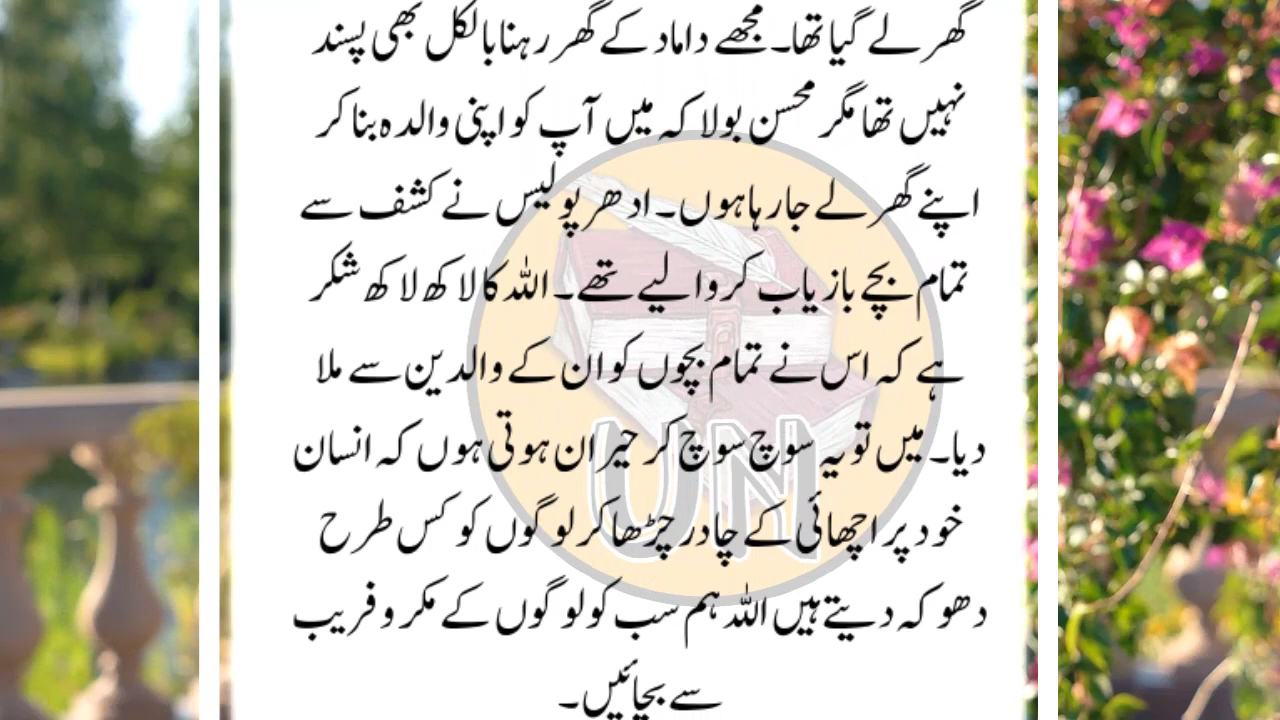 گھر لے گیا تھا۔ مجھے داماد کے گھر رہنا بالکل بھی پسند
نہیں تھا مگر محسن بولا کہ میں آپ کو اپنی والدہ بنا کر
اپنے گھر لے جا رہا ہوں۔ ادھر پولیس نے کشف سے
تمام بچے بازیاب کروا لیے تھے۔ اللہ کا لاکھ لاکھ شکر
ہے کہ اس نے تمام بچوں کو ان کے والدین سے ملا
دیا۔ میں تو یہ سوچ سوچ کر حیران ہوتی ہوں کہ انسان
خود پر اچھائی کے چادر چڑھا کر لوگوں کو کس طرح
دھوکہ دیتے ہیں اللہ ہم سب کو لوگوں کے مکر و فریب
سے بچائیں۔
UN